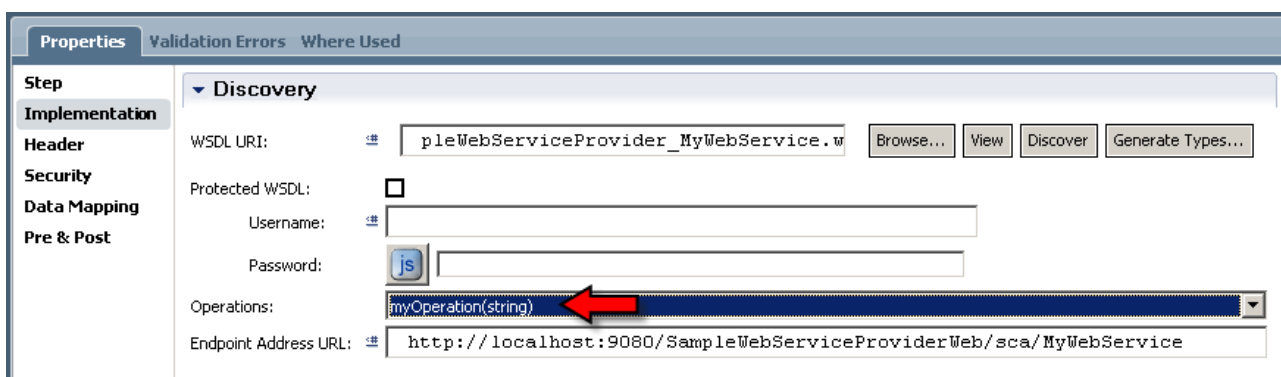 Properties Validation Errors Where Used
Step
Implementation
Header
Security
Data Mapping
Pre & Post
Discovery
WSDL URI: pleWebServiceProvider_MyWebService.w Browse... View Discover Generate Types...
Protected WSDL:
Username:
Password: js
Operations: myOperation(string)
Endpoint Address URL: http://localhost:9080/SampleWebServiceProviderWeb/sca/MyWebService